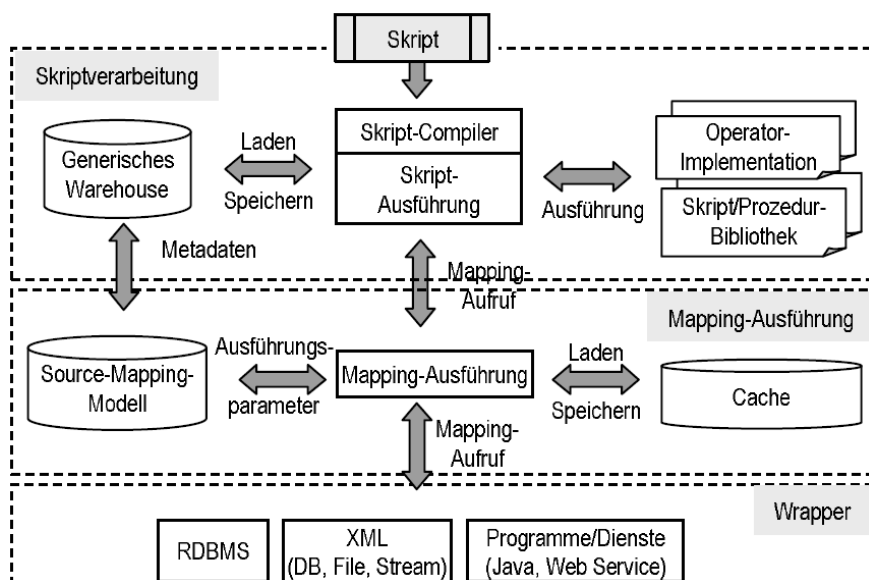 Skript
Skriptverarbeitung
Generisches
Warehouse
Laden
Speichern
Skript-Compiler
Skript-
Ausführung
Ausführung
Operator-
Implementation
Skript/Prozedur-
Bibliothek
Metadaten
Mapping-
Aufruf
Mapping-Ausführung
Source-Mapping-
Modell
Ausführungs-
parameter
Mapping-Ausführung
Laden
Speichern
Cache
Mapping-
Aufruf
Wrapper
RDBMS
XML
(DB, File, Stream)
Programme/Dienste
(Java, Web Service)